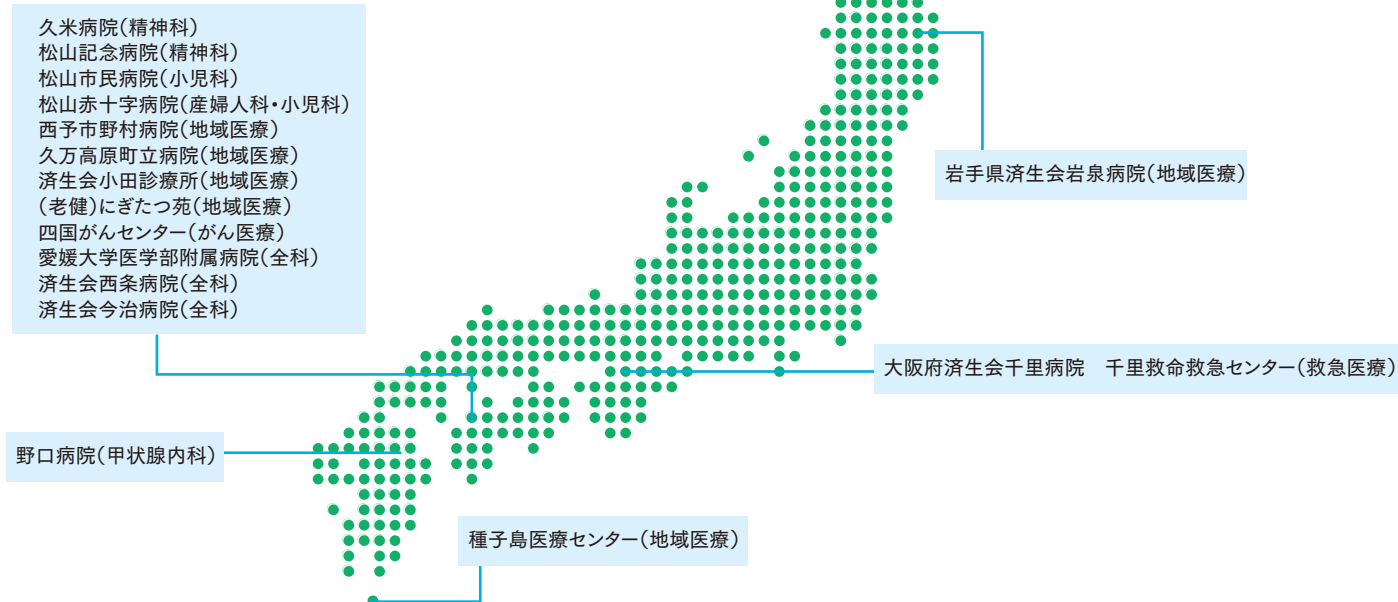 久米病院(精神科)
松山記念病院(精神科)
松山市民病院(小児科)
松山赤十字病院(産婦人科・小児科)
西予市野村病院(地域医療)
久万高原町立病院(地域医療)
済生会小田診療所(地域医療)
(老健)にぎたつ苑(地域医療)
四国がんセンター(がん医療)
愛媛大学医学部附属病院(全科)
済生会西条病院(全科)
済生会今治病院(全科)
岩手県済生会岩泉病院(地域医療)
大阪府済生会千里病院　千里救命救急センター(救急医療)
野口病院(甲状腺内科)
種子島医療センター(地域医療)